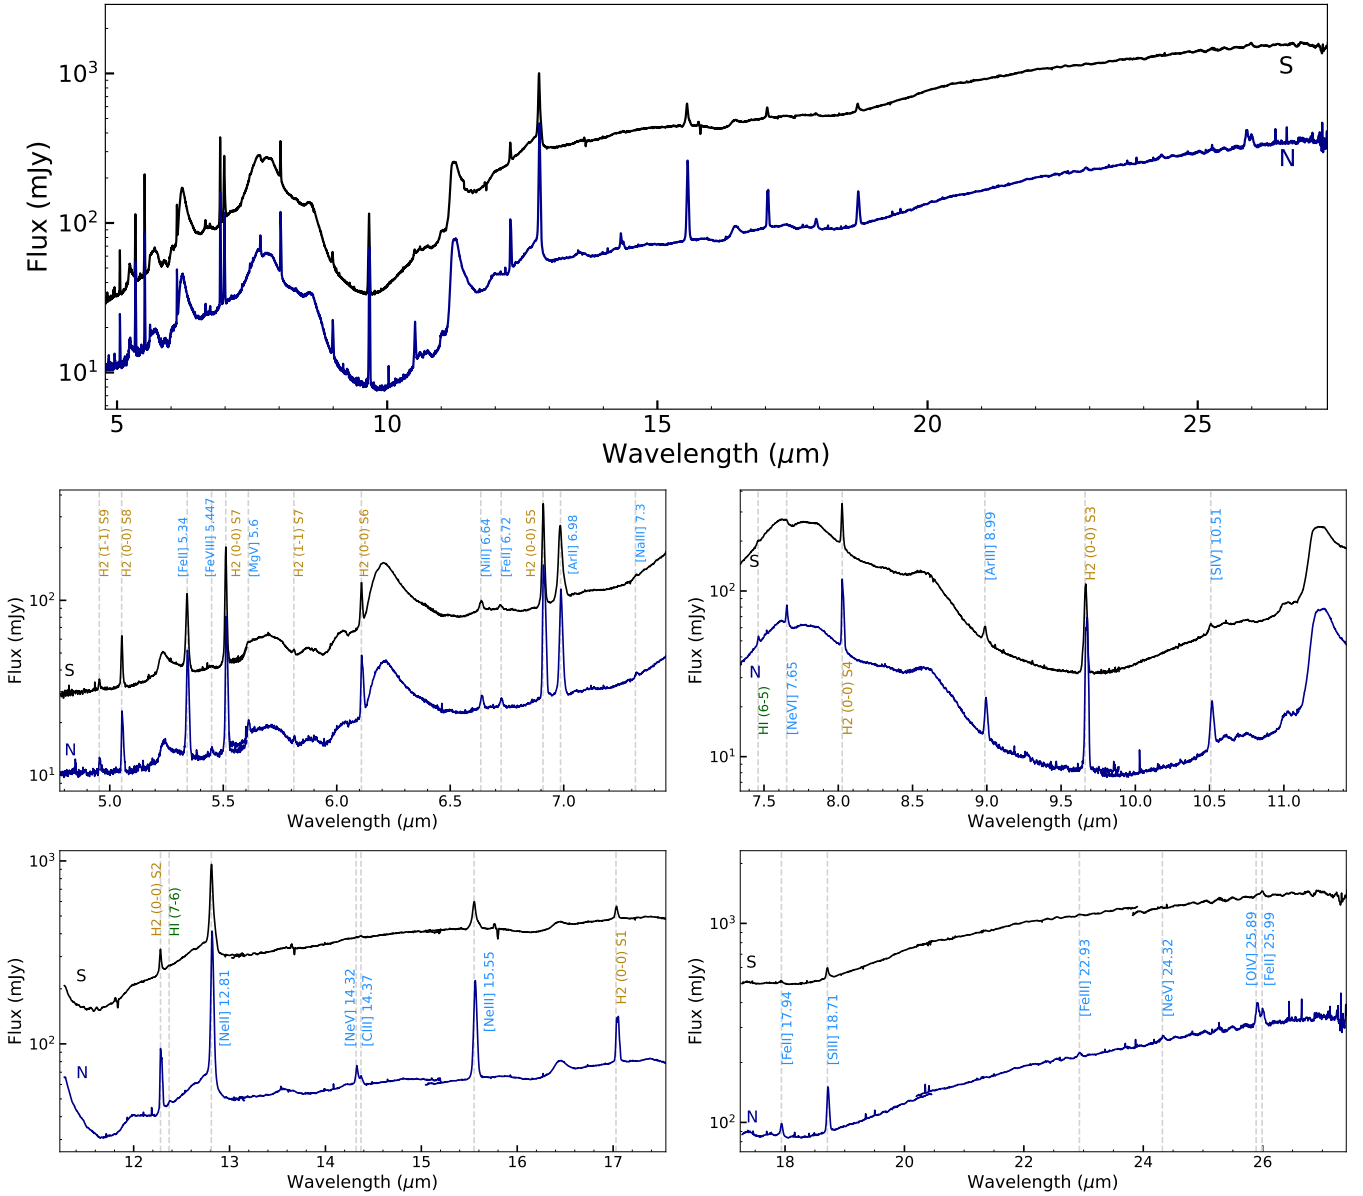 10³
10²
10¹
Flux (mJy)
S
N
5 10 15 20 25
Wavelength (μm)
10²
10¹
Flux (mJy)
H2 (1-1) S9
H2 (0-0) S8
[FeII] 5.34
[FeVIII] 5.447
H2 (0-0) S7
[MgV] 5.6
H2 (1-1) S7
H2 (0-0) S6
[NiII] 6.64
[FeII] 6.72
H2 (0-0) S5
[ArII] 6.98
[NaIII] 7.3
S
N
5.0 5.5 6.0 6.5 7.0
Wavelength (μm)
10²
10¹
Flux (mJy)
S
N
HI (6-5)
[NeVI] 7.65
H2 (0-0) S4
[ArIII] 8.99
H2 (0-0) S3
[SIV] 10.51
7.5 8.0 8.5 9.0 9.5 10.0 10.5 11.0
Wavelength (μm)
10³
10²
Flux (mJy)
H2 (0-0) S2
HI (7-6)
[NeII] 12.81
[NeV] 14.32
[ClII] 14.37
[NeIII] 15.55
H2 (0-0) S1
S
N
12 13 14 15 16 17
Wavelength (μm)
10³
10²
Flux (mJy)
S
N
[FeII] 17.94
[SIII] 18.71
[FeIII] 22.93
[NeV] 24.32
[OIV] 25.89
[FeII] 25.99
18 20 22 24 26
Wavelength (μm)